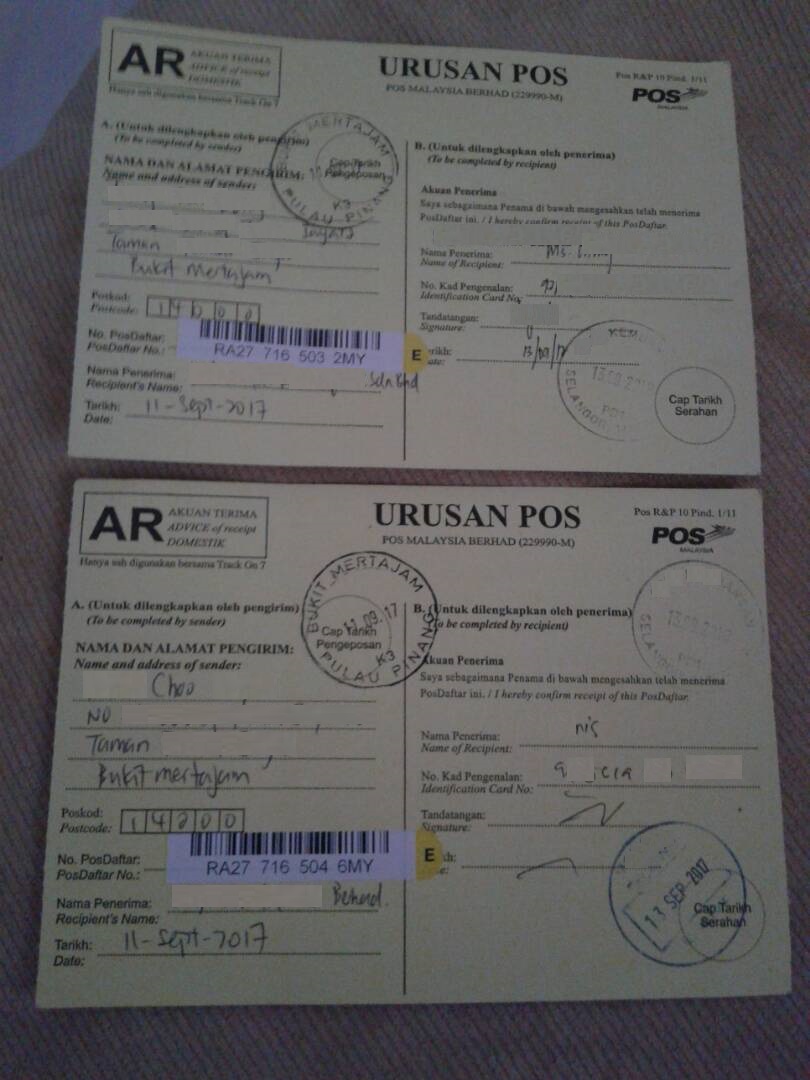 AR AKUAN TERIMA
ADVICE of receipt
DOMESTIK
Hanya sah digunakan bersama Track On 7
URUSAN POS
POS MALAYSIA BERHAD (229990-M)
Pos R&P 10 Pind. 1/11
POS
MALAYSIA
A. (Untuk dilengkapkan oleh pengirim)
(To be completed by sender)
NAMA DAN ALAMAT PENGIRIM:
Name and address of sender:
MERTAJAM
Cap Tarikh
Pengeposan
K3
PULAU PINANG
Taman
Bukit Mertajam
Poskod:
Postcode:
No. PosDaftar:
PosDaftar No.:
RA27 716 503 2MY
E
Nama Penerima:
Recipient's Name:
Sdn Bhd
Tarikh: 11-Sept-2017
Date:
B. (Untuk dilengkapkan oleh penerima)
(To be completed by recipient)
Akuan Penerima
Saya sebagaimana Penama di bawah mengesahkan telah menerima
PosDaftar ini. / I hereby confirm receipt of this PosDaftar.
Nama Penerima: Ms.
Name of Recipient:
No. Kad Pengenalan:
Identification Card No:
Tandatangan:
Signature:
SELANGOR
Cap Tarikh
Serahan
AR AKUAN TERIMA
ADVICE of receipt
DOMESTIK
Hanya sah digunakan bersama Track On 7
URUSAN POS
POS MALAYSIA BERHAD (229990-M)
Pos R&P 10 Pind. 1/11
POS
MALAYSIA
A. (Untuk dilengkapkan oleh pengirim)
(To be completed by sender)
NAMA DAN ALAMAT PENGIRIM:
Name and address of sender:
BUKIT MERTAJAM
11.09.17
Cap Tarikh
Pengeposan
K3
PULAU PINANG
Choo
NO
Taman
Bukit mertajam
Poskod:
Postcode: 14200
No. PosDaftar:
PosDaftar No.:
RA27 716 504 6MY
E
Nama Penerima: Berhad.
Recipient's Name:
Tarikh: 11-Sept-2017
Date:
B. (Untuk dilengkapkan oleh penerima)
(To be completed by recipient)
Akuan Penerima
Saya sebagaimana Penama di bawah mengesahkan telah menerima
PosDaftar ini. / I hereby confirm receipt of this PosDaftar.
Nama Penerima: nis
Name of Recipient:
No. Kad Pengenalan:
Identification Card No:
Tandatangan:
Signature:
SELANGOR
13 SEP 2017
Cap Tarikh
Serahan